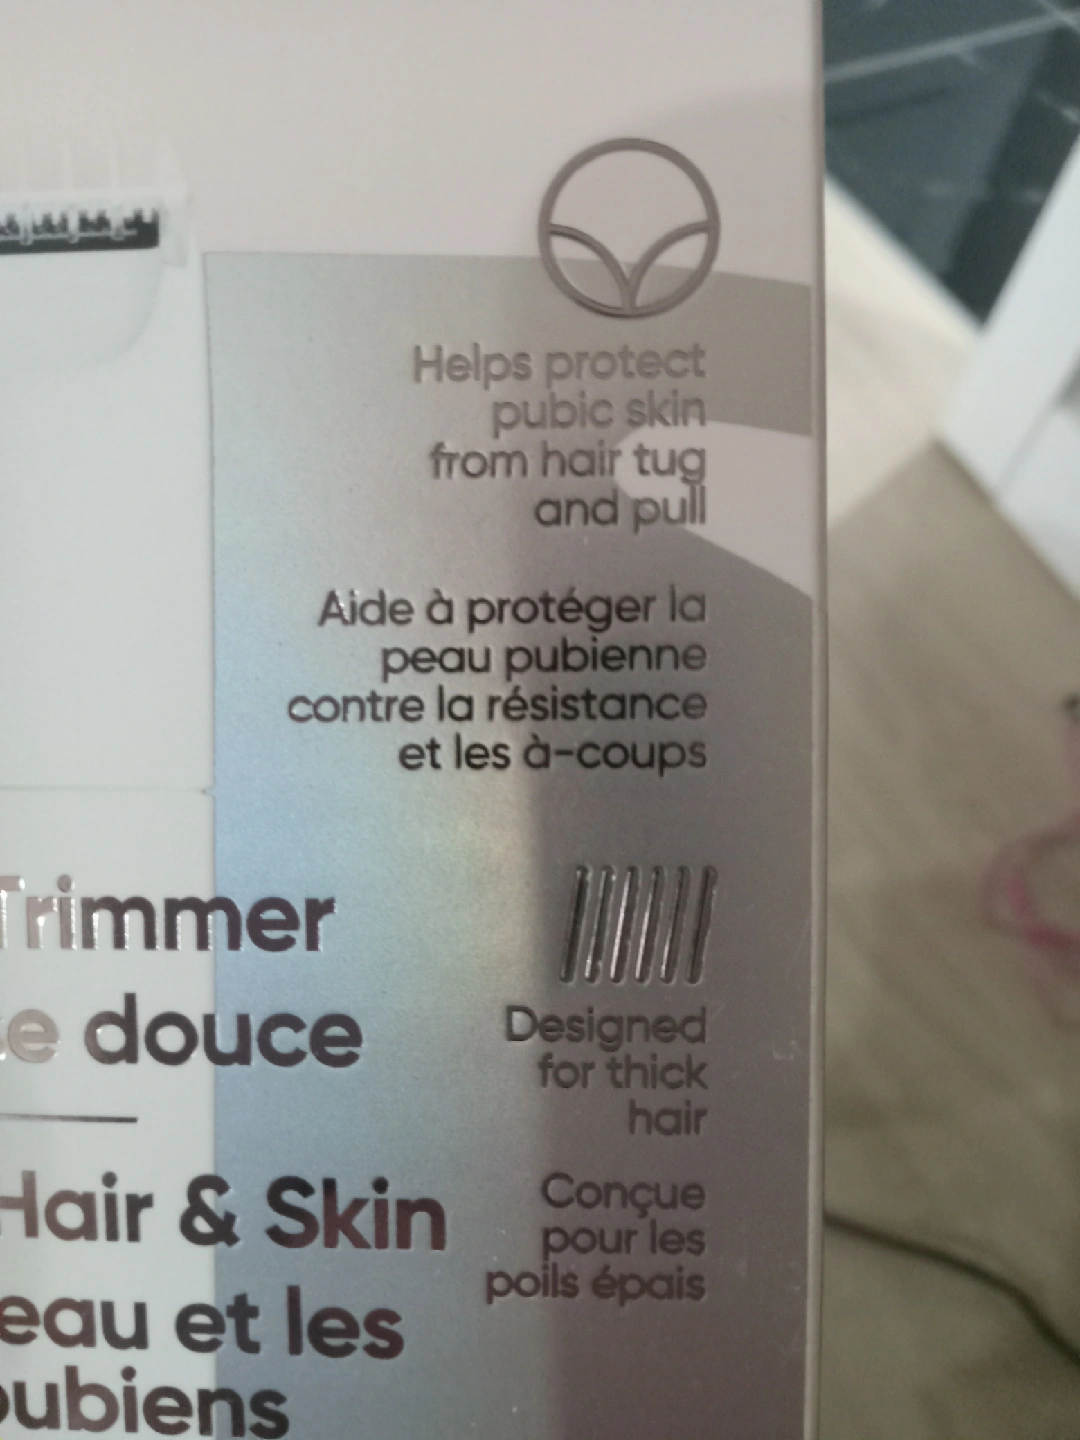 Helps protect
pubic skin
from hair tug
and pull
Aide à protéger la
peau pubienne
contre la résistance
et les à-coups
Trimmer
douce
Designed
for thick
hair
Hair & Skin
Conçue
pour les
poils épais
eau et les
pubiens